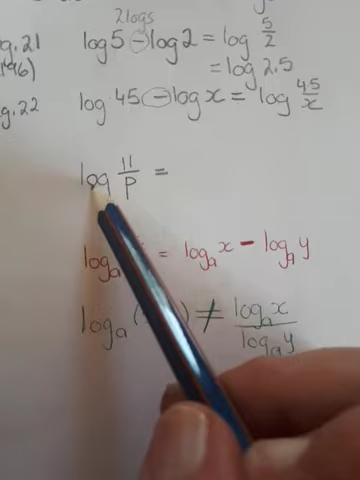 2logs
g.21 log 5 - log 2 = log 5/2
196) = log 2.5
g.22 log 45 - log x = log 45/x
log 11/p =
logₐ = logₐ x - logₐ y
logₐ ( ) ≠ logₐ x / logₐ y